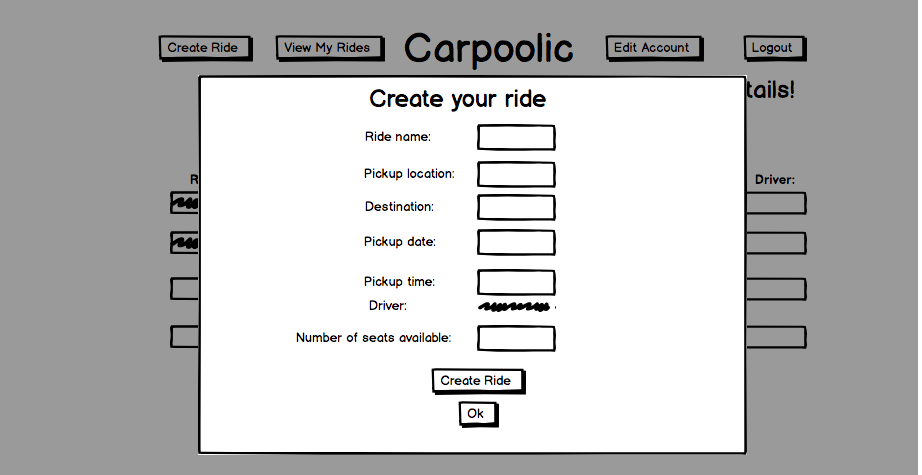 Create Ride
View My Rides
Carpoolic
Edit Account
Logout
tails!
Create your ride
Ride name:
Pickup location:
R
Driver:
Destination:
Pickup date:
Pickup time:
Driver:
Number of seats available:
Create Ride
Ok